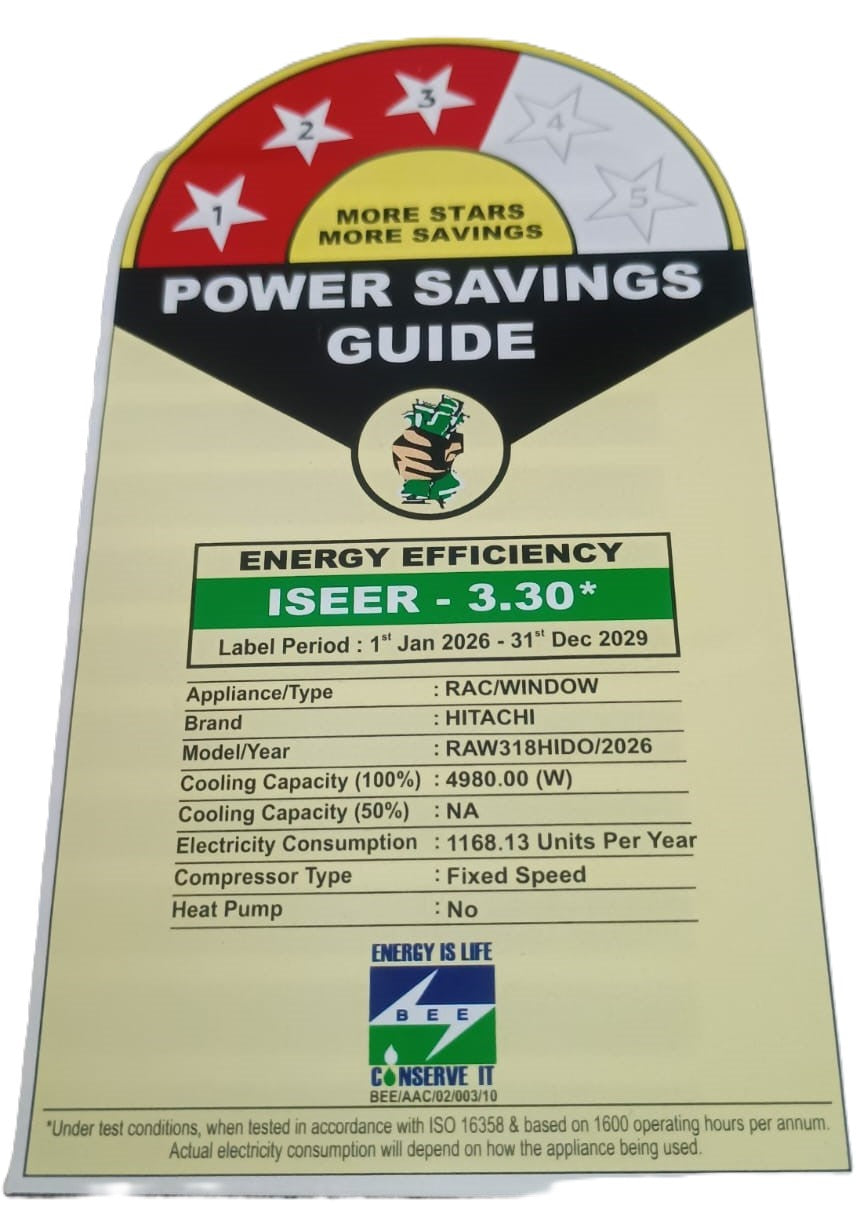 1
2
3
4
5
MORE STARS
MORE SAVINGS
POWER SAVINGS
GUIDE
ENERGY EFFICIENCY
ISEER - 3.30*
Label Period : 1st Jan 2026 - 31st Dec 2029
Appliance/Type : RAC/WINDOW
Brand : HITACHI
Model/Year : RAW318HIDO/2026
Cooling Capacity (100%) : 4980.00 (W)
Cooling Capacity (50%) : NA
Electricity Consumption : 1168.13 Units Per Year
Compressor Type : Fixed Speed
Heat Pump : No
ENERGY IS LIFE
BEE
CONSERVE IT
BEE/AAC/02/003/10
*Under test conditions, when tested in accordance with ISO 16358 & based on 1600 operating hours per annum.
Actual electricity consumption will depend on how the appliance being used.